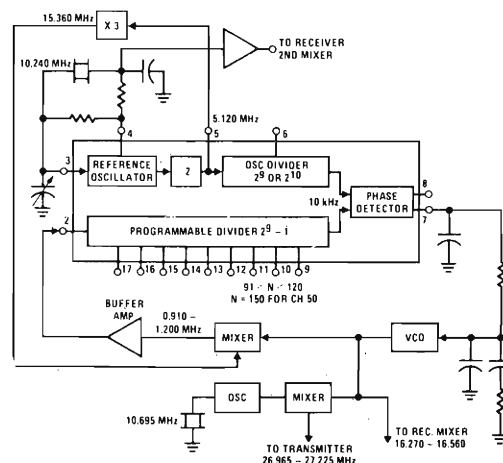 15.360 MHz
X 3
TO RECEIVER
2ND MIXER
10.240 MHz
5.120 MHz
4
5
6
3
REFERENCE
OSCILLATOR
2
OSC DIVIDER
2⁹ OR 2¹⁰
8
10 kHz
PHASE
DETECTOR
7
2
PROGRAMMABLE DIVIDER 2⁹ – 1
17 16 15 14 13 12 11 10 9
91 N 120
N = 150 FOR CH 50
BUFFER
AMP
0.910 –
1.200 MHz
MIXER
VCO
OSC
MIXER
10.695 MHz
TO REC. MIXER
16.270 – 16.560
TO TRANSMITTER
26.965 – 27.225 MHz